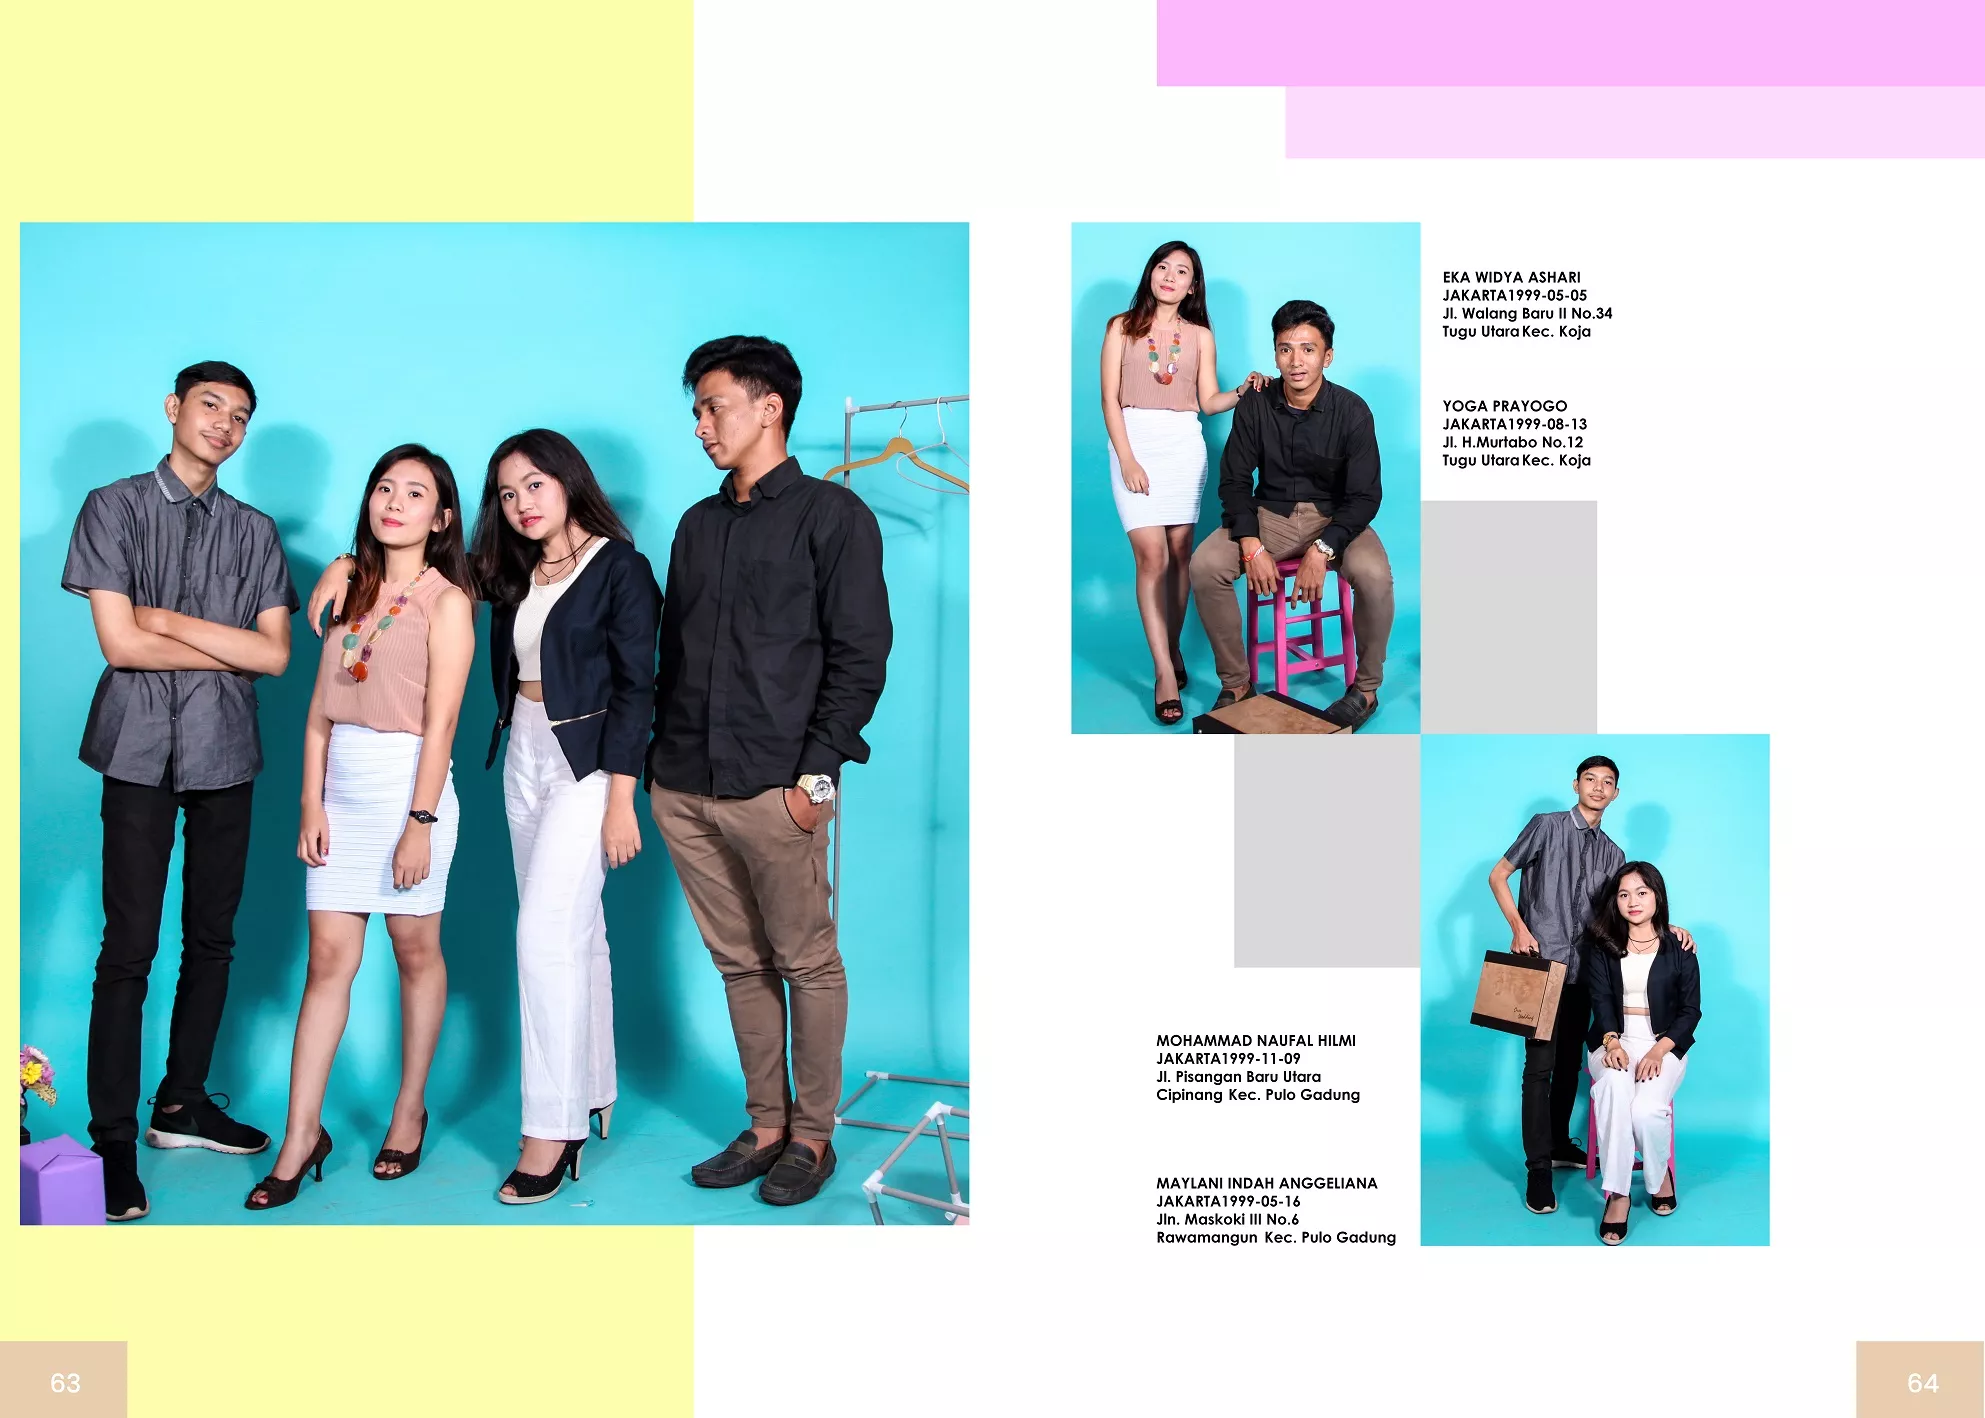 EKA WIDYA ASHARI
JAKARTA1999-05-05
Jl. Walang Baru II No.34
Tugu Utara Kec. Koja
YOGA PRAYOGO
JAKARTA1999-08-13
Jl. H.Murtabo No.12
Tugu Utara Kec. Koja
MOHAMMAD NAUFAL HILMI
JAKARTA1999-11-09
Jl. Pisangan Baru Utara
Cipinang Kec. Pulo Gadung
MAYLANI INDAH ANGGELIANA
JAKARTA1999-05-16
Jln. Maskoki III No.6
Rawamangun Kec. Pulo Gadung
63
64